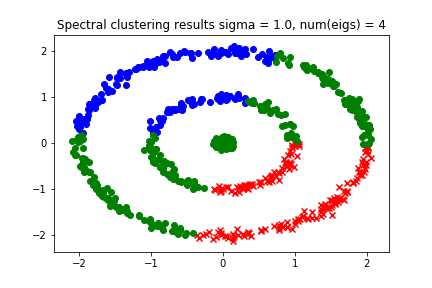 Spectral clustering results sigma = 1.0, num(eigs) = 4
2
1
0
−1
−2
−2 −1 0 1 2